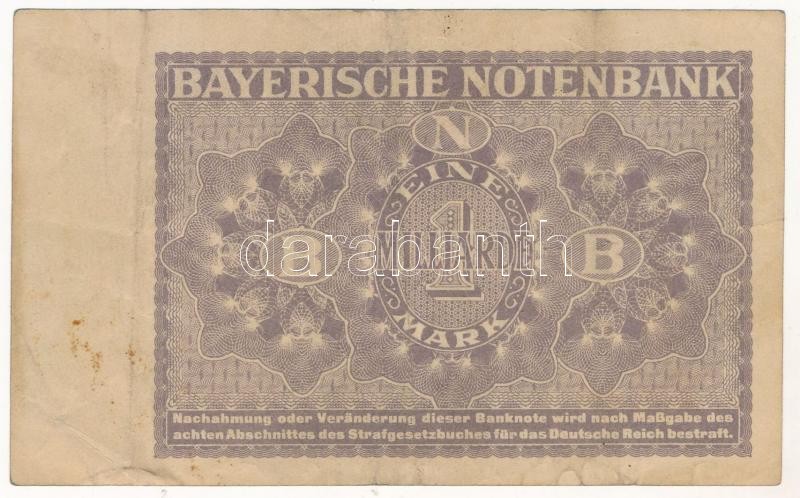 BAYERISCHE NOTENBANK
N
EINE
B
1
MILLIARDE
B
MARK
darabanth
Nachahmung oder Veränderung dieser Banknote wird nach Maßgabe des
achten Abschnittes des Strafgesetzbuches für das Deutsche Reich bestraft.